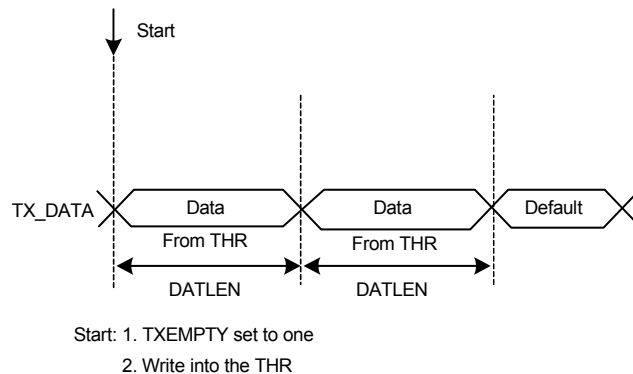 Start
TX_DATA
Data
Data
Default
From THR
From THR
DATLEN
DATLEN
Start: 1. TXEMPTY set to one
2. Write into the THR